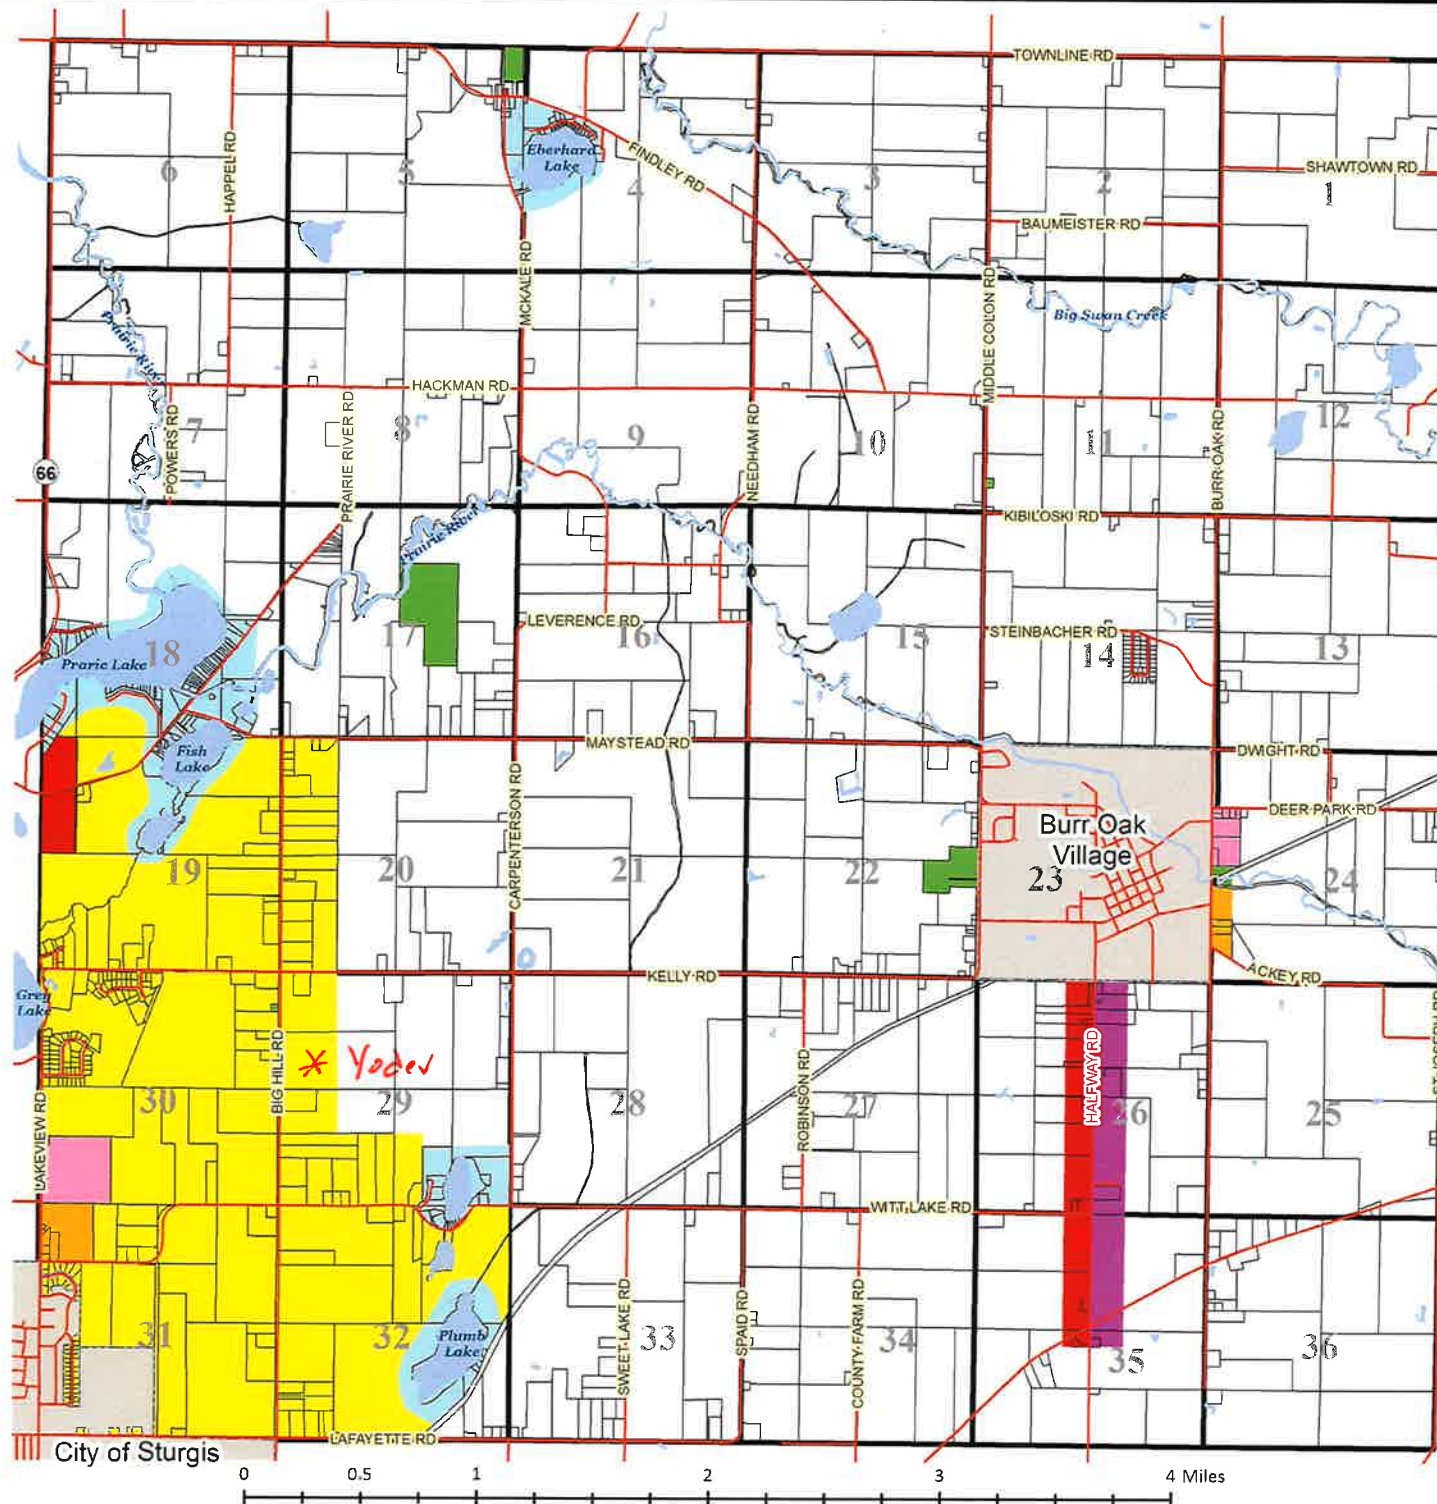 TOWNLINE RD
HAPPEL RD
6
5
Eberhard
Lake
4
FINDLEY RD
3
2
SHAWTOWN RD
1
BAUMEISTER RD
MCKALE RD
MIDDLE COLON RD
Big Swan Creek
Prairie River
HACKMAN RD
POWERS RD
7
PRAIRIE RD RIVER
8
9
NEEDHAM RD
10
11
BURR OAK RD
12
66
KIBILOSKI RD
Prairie River
LEVERENCE RD
STEINBACHER RD
Prarie Lake
18
17
16
15
14
13
Fish
Lake
MAYSTEAD RD
DWIGHT RD
DEER PARK RD
CARPENTERSON RD
Burr Oak
Village
19
20
21
22
23
24
KELLY RD
ACKEY RD
Grey
Lake
BIG HILL RD
* Yoder
ROBINSON RD
HALFWAY RD
ST JOSEPH RD
LAKEVIEW RD
30
29
28
27
26
25
WITT LAKE RD
SWEET LAKE RD
SPAID RD
COUNTY FARM RD
31
32
Plumb
Lake
33
34
35
36
LAFAYETTE RD
City of Sturgis
0 0.5 1 2 3 4 Miles